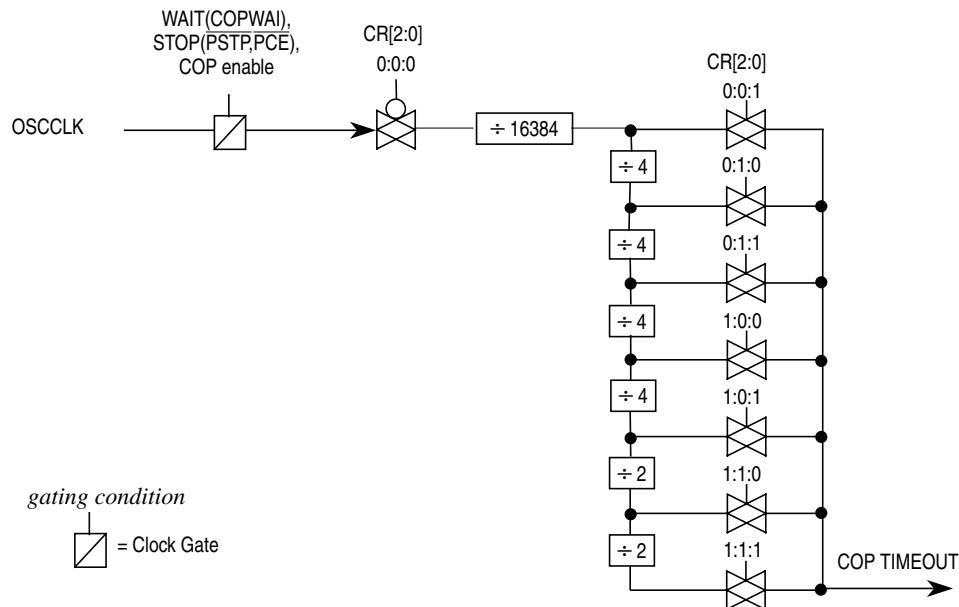 WAIT(COPWAI),
STOP(PSTP,PCE),
COP enable
CR[2:0]
0:0:0
CR[2:0]
0:0:1
OSCCLK
÷ 16384
÷ 4
0:1:0
÷ 4
0:1:1
÷ 4
1:0:0
÷ 4
1:0:1
÷ 2
1:1:0
÷ 2
1:1:1
gating condition
= Clock Gate
COP TIMEOUT